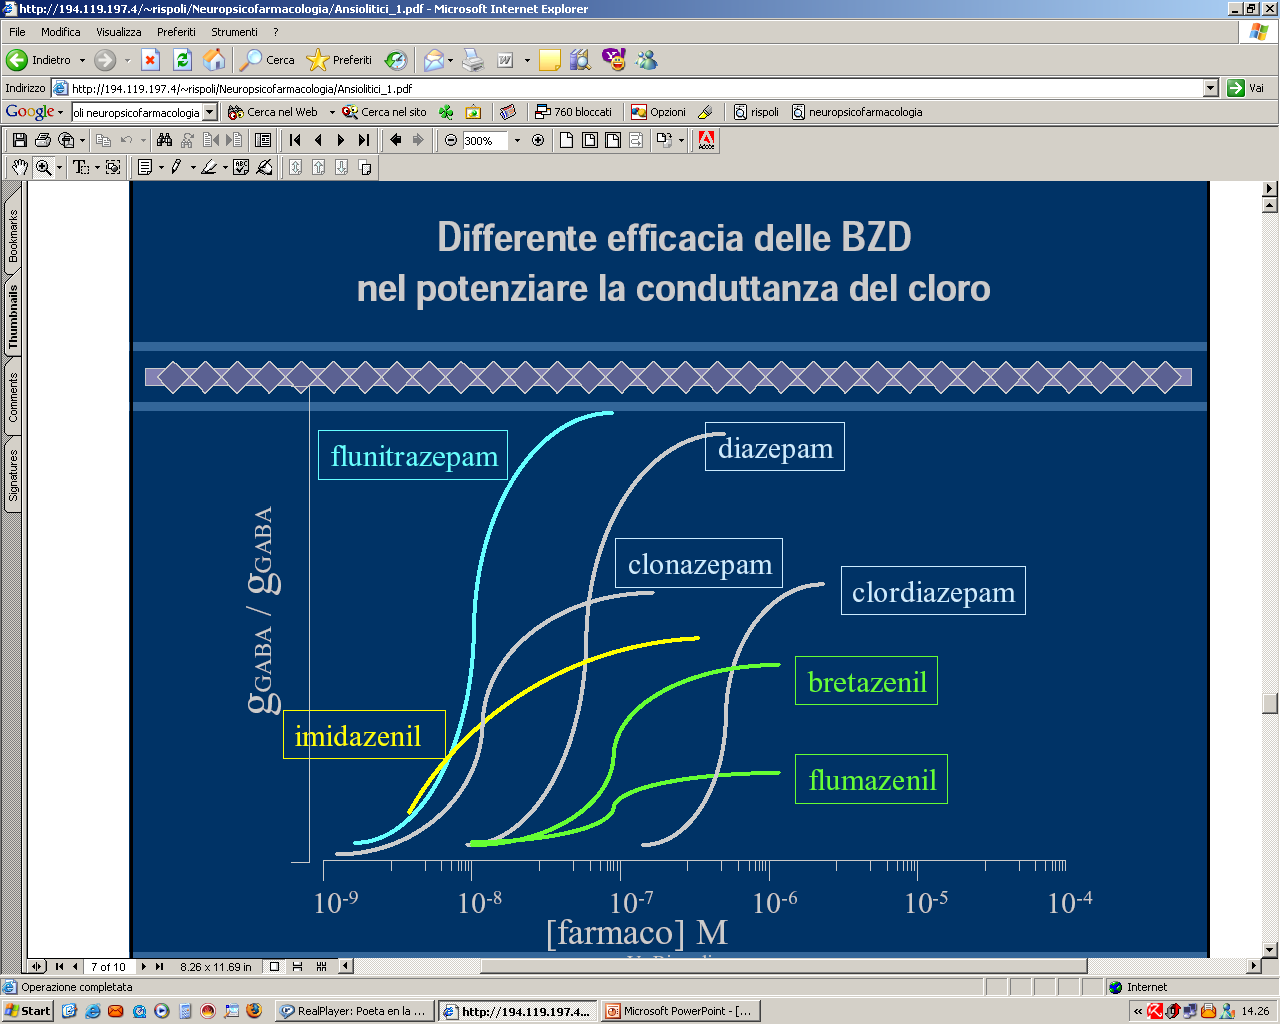 http://194.119.197.4/~rispoli/Neuropsicofarmacologia/Ansiolitici_1.pdf - Microsoft Internet Explorer
File Modifica Visualizza Preferiti Strumenti ?
Indietro Cerca Preferiti
Indirizzo http://194.119.197.4/~rispoli/Neuropsicofarmacologia/Ansiolitici_1.pdf Vai
Google oli neuropsicofarmacologia Cerca nel Web Cerca nel sito 760 bloccati Opzioni rispoli neuropsicofarmacologia
300% Adobe
Bookmarks
Thumbnails
Comments
Signatures
Differente efficacia delle BZD
nel potenziare la conduttanza del cloro
flunitrazepam
diazepam
clonazepam
clordiazepam
gGABA / gGABA
bretazenil
imidazenil
flumazenil
10-9 10-8 10-7 10-6 10-5 10-4
[farmaco] M
7 of 10 8.26 x 11.69 in
Operazione completata Internet
Start RealPlayer: Poeta en la ... http://194.119.197.4... Microsoft PowerPoint - [... « 14.26